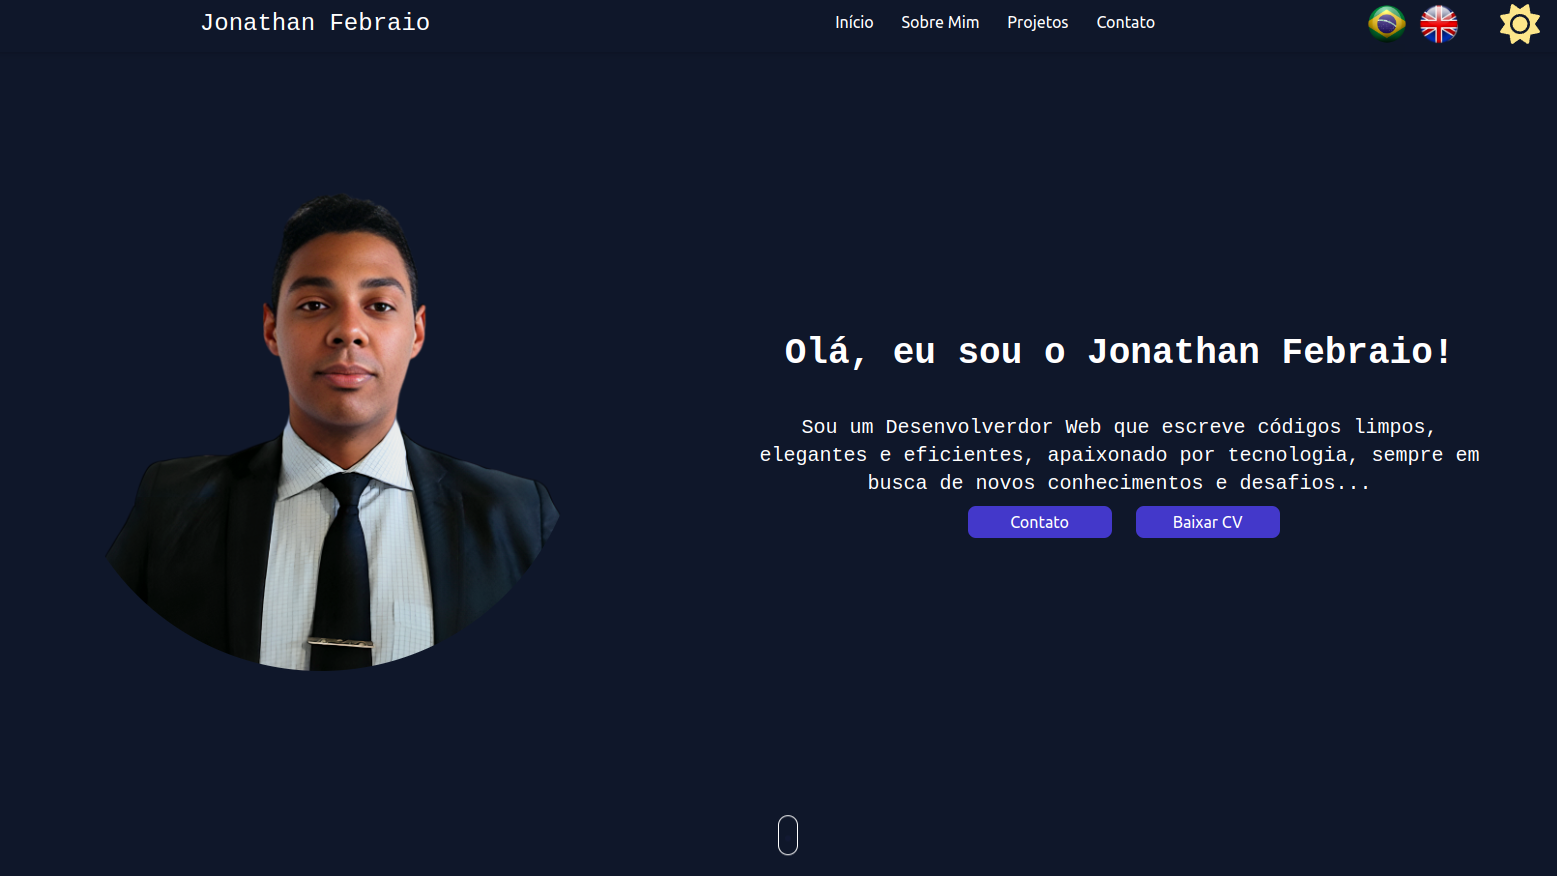 Jonathan Febraio
Início Sobre Mim Projetos Contato
Olá, eu sou o Jonathan Febraio!
Sou um Desenvolverdor Web que escreve códigos limpos,
elegantes e eficientes, apaixonado por tecnologia, sempre em
busca de novos conhecimentos e desafios...
Contato Baixar CV